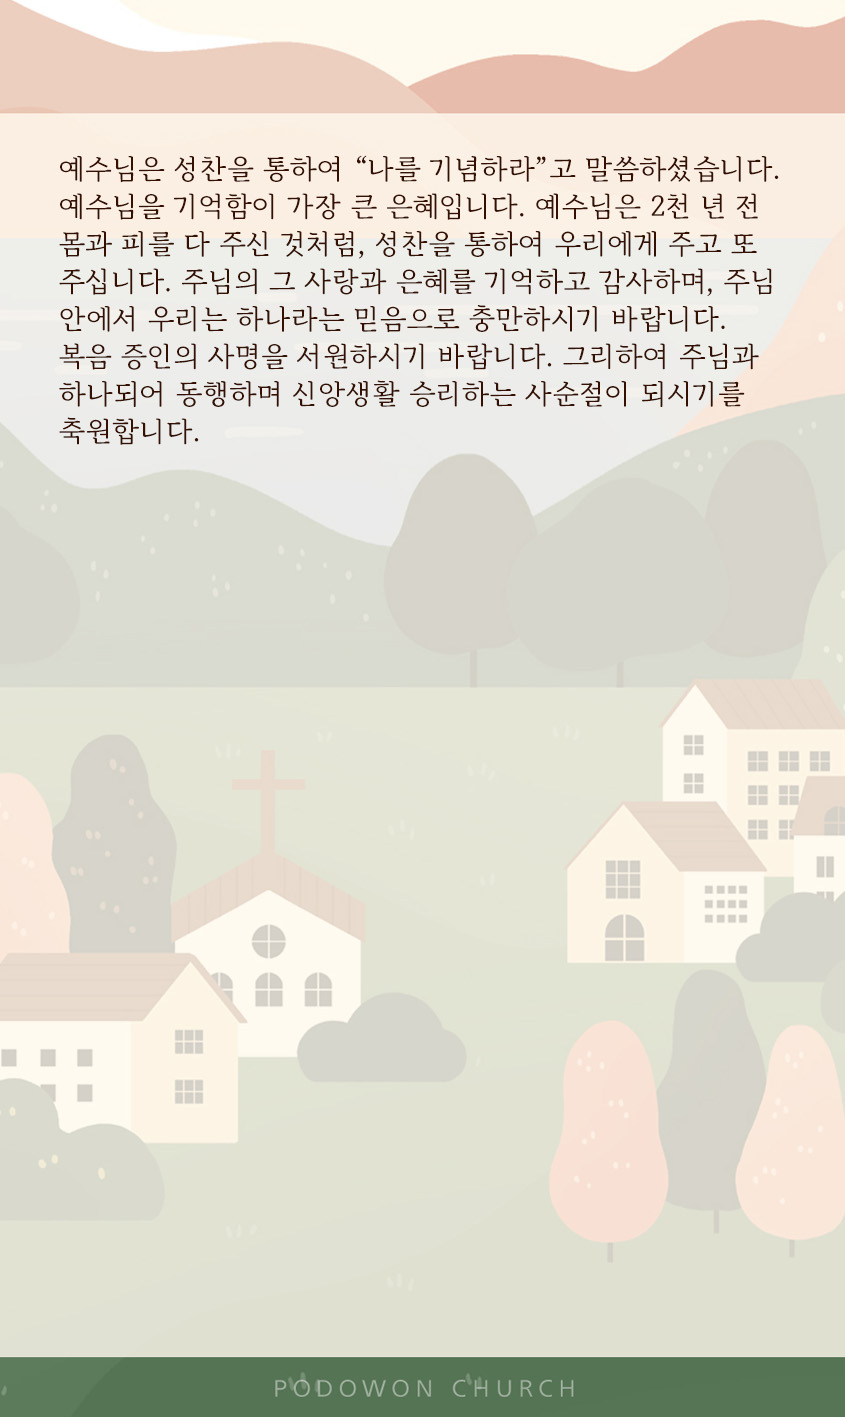 예수님은 성찬을 통하여 “나를 기념하라”고 말씀하셨습니다.
예수님을 기억함이 가장 큰 은혜입니다. 예수님은 2천 년 전
몸과 피를 다 주신 것처럼, 성찬을 통하여 우리에게 주고 또
주십니다. 주님의 그 사랑과 은혜를 기억하고 감사하며, 주님
안에서 우리는 하나라는 믿음으로 충만하시기 바랍니다.
복음 증인의 사명을 서원하시기 바랍니다. 그리하여 주님과
하나되어 동행하며 신앙생활 승리하는 사순절이 되시기를
축원합니다.
PODOWON CHURCH